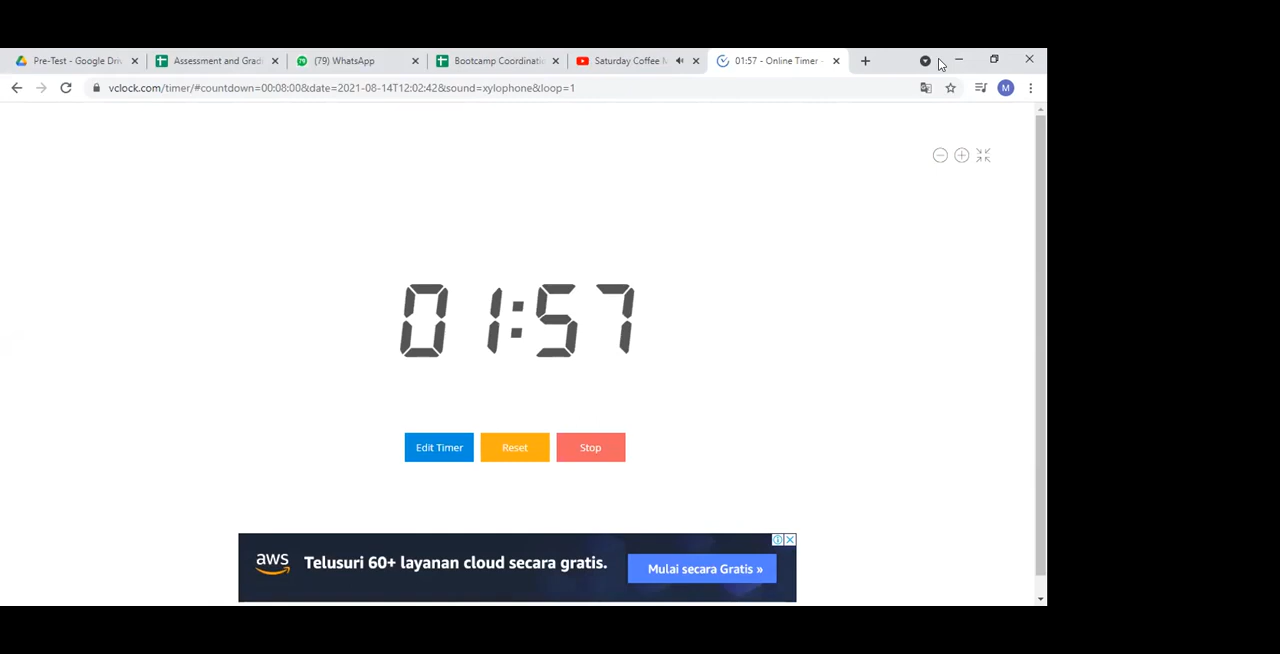 Pre-Test - Google Driv
Assessment and Gradi
(79) WhatsApp
Bootcamp Coordinatio
Saturday Coffee M
01:57 - Online Timer -
vclock.com/timer/#countdown=00:08:00&date=2021-08-14T12:02:42&sound=xylophone&loop=1
M
01:57
Edit Timer
Reset
Stop
aws
Telusuri 60+ layanan cloud secara gratis.
Mulai secara Gratis »